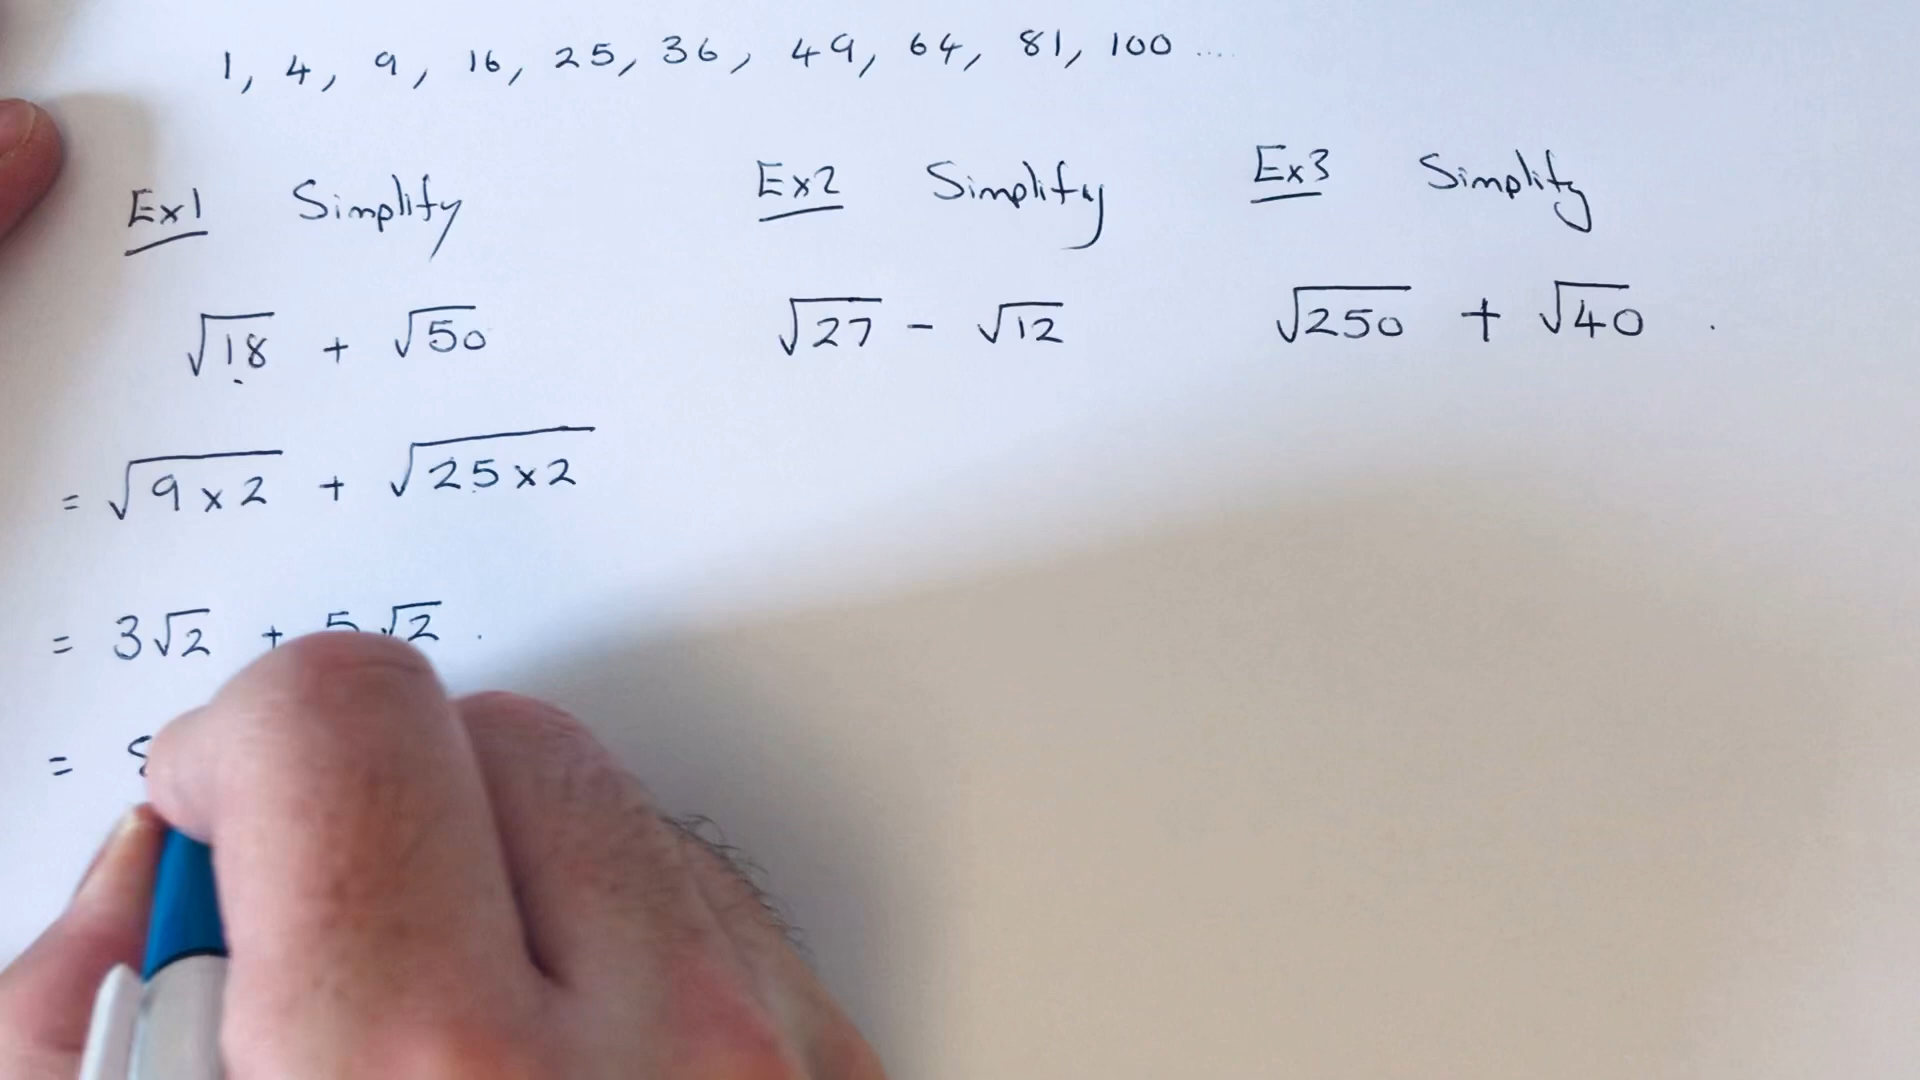 1, 4, 9, 16, 25, 36, 49, 64, 81, 100 ....
Ex1 Simplify
√18 + √50
= √9 x 2 + √25 x 2
= 3√2 + 5√2 .
=
Ex2 Simplify
√27 - √12
Ex3 Simplify
√250 + √40 .